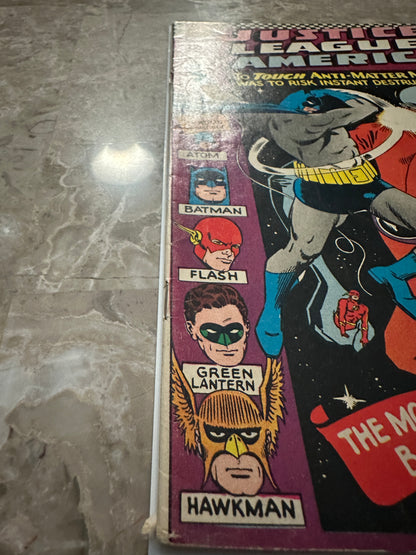 JUSTICE
LEAGUE
AMERIC
TO TOUCH ANTI-MATTER
WAS TO RISK INSTANT DESTRU
ATOM
BATMAN
FLASH
GREEN
LANTERN
HAWKMAN
THE MO
B